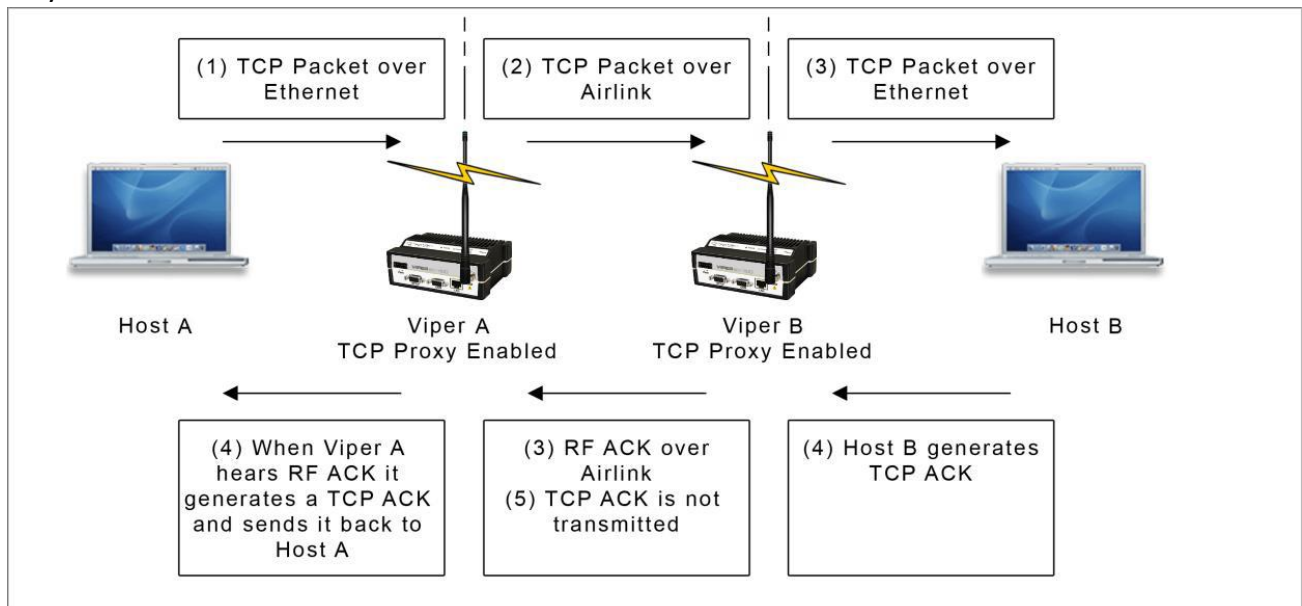 (1) TCP Packet over
Ethernet
(2) TCP Packet over
Airlink
(3) TCP Packet over
Ethernet
Host A
Viper A
TCP Proxy Enabled
Viper B
TCP Proxy Enabled
Host B
(4) When Viper A
hears RF ACK it
generates a TCP ACK
and sends it back to
Host A
(3) RF ACK over
Airlink
(5) TCP ACK is not
transmitted
(4) Host B generates
TCP ACK